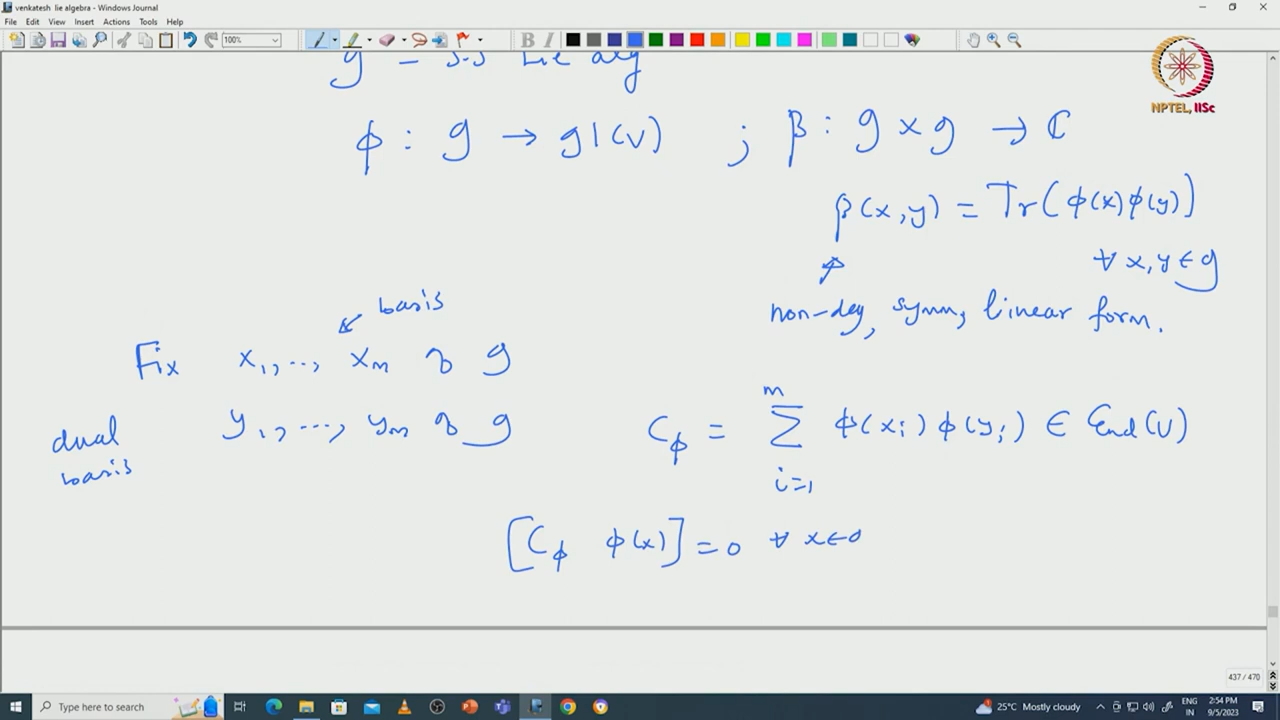 venkatesh lie algebra - Windows Journal
File Edit View Insert Actions Tools Help
100%
B I
NPTEL, IISc
g - s.s Lie alg
ϕ : g → gl(V) ; β : g × g → ℂ
β(x, y) = Tr(ϕ(x)ϕ(y))
∀ x, y ∈ g
non-deg, symm, linear form.
basis
Fix x₁, ..., xₘ of g
dual basis y₁, ..., yₘ of g
C_ϕ = ∑_{i=1}^{m} ϕ(xᵢ) ϕ(yᵢ) ∈ End(V)
[C_ϕ ϕ(x)] = 0 ∀ x ∈
437 / 470
Type here to search
25°C Mostly cloudy
ENG
IN
2:54 PM
9/5/2023